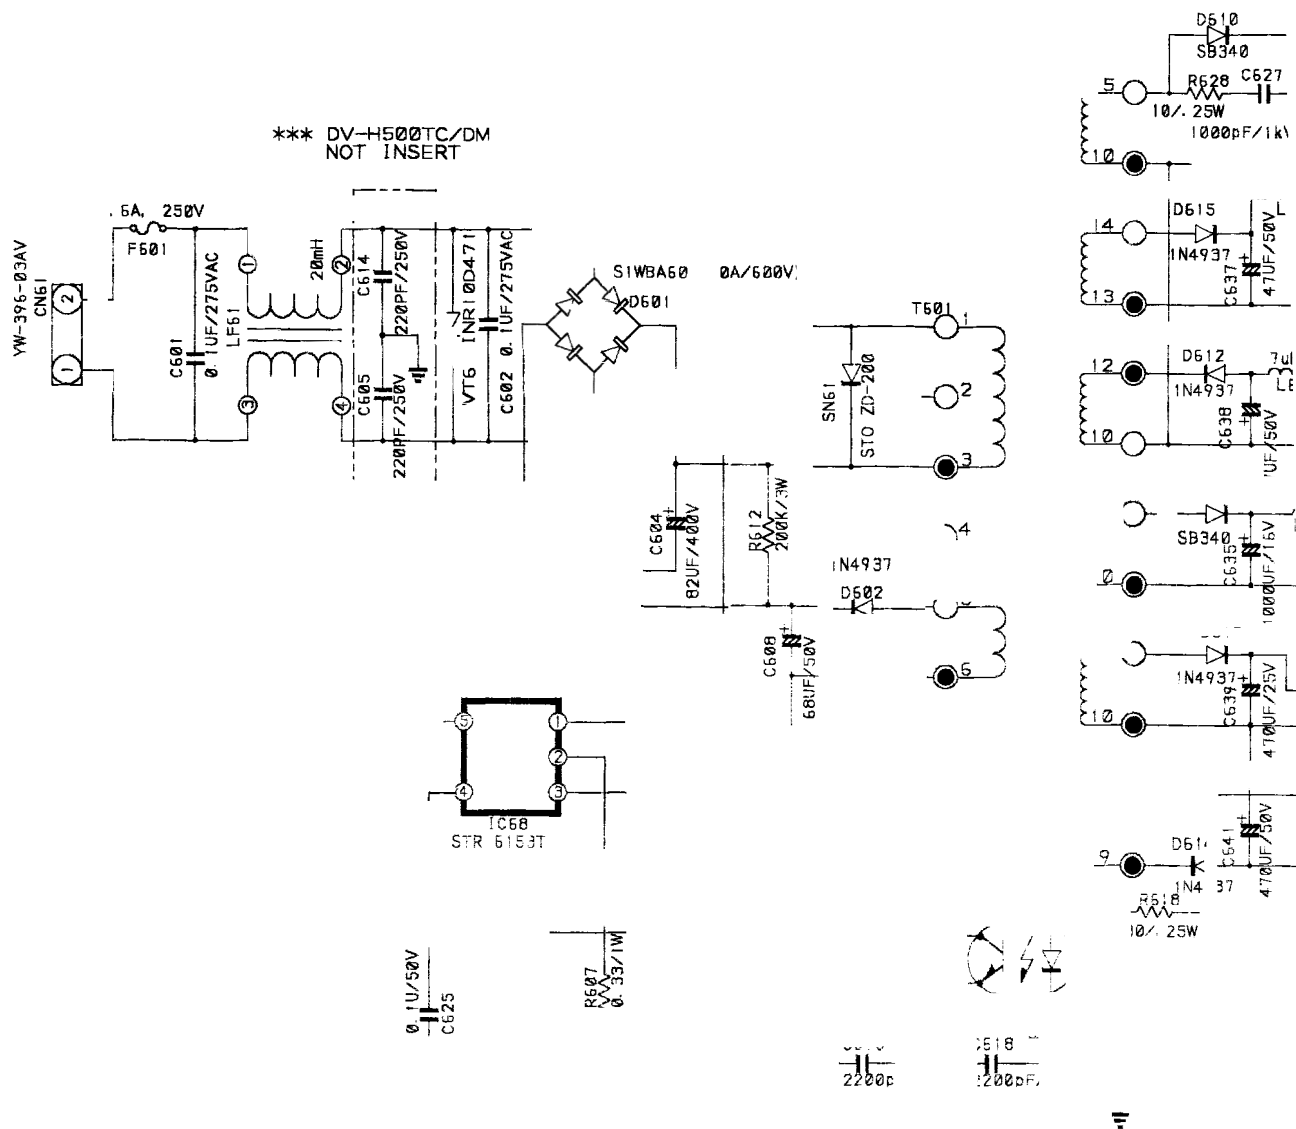 D610
SB340
5
R628
C627
10/.25W
1000pF/1k
10
*** DV-H500TC/DM
NOT INSERT
6A, 250V
F601
YW-396-03AV
CN61
2
1
C601
0.1UF/275VAC
LF61
20mH
1
2
3
4
C614
220PF/250V
C605
220PF/250V
VT6 INR10D471
C602 0.1UF/275VAC
S1WBA60 0A/600V
D601
14
D615
1N4937
C637
47UF/50V
L
13
T601
1
2
3
SN61
STO ZD-200
12
D612
1N4937
C638
UF/50V
10
C604
82UF/400V
R612
200K/3W
4
1N4937
D602
C608
68UF/50V
6
SB340
C635
1000UF/16V
0
1N4937
C639
470UF/25V
10
5
1
2
4
3
IC68
STR 6153T
9
C641
470UF/50V
1N4 37
R618
10/.25W
0.1U/50V
C625
R607
0.33/1W
2200p
618
2200pF/